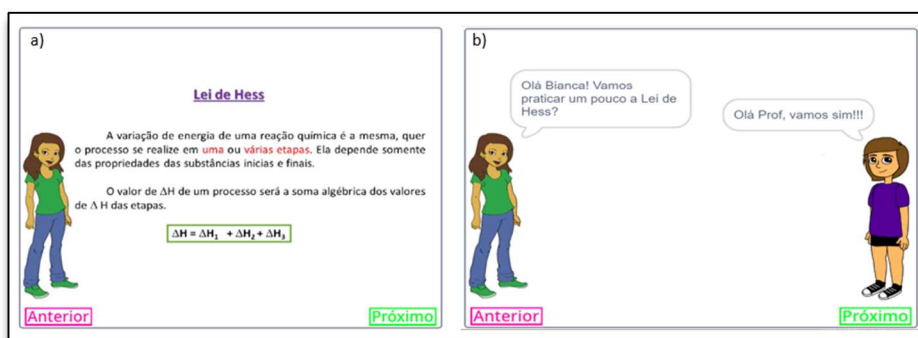 a)
Lei de Hess
A variação de energia de uma reação química é a mesma, quer
o processo se realize em uma ou várias etapas. Ela depende somente
das propriedades das substâncias inicias e finais.
O valor de ΔH de um processo será a soma algébrica dos valores
de Δ H das etapas.
ΔH = ΔH₁ + ΔH₂ + ΔH₃
Anterior
Próximo
b)
Olá Bianca! Vamos
praticar um pouco a Lei de
Hess?
Olá Prof, vamos sim!!!
Anterior
Próximo